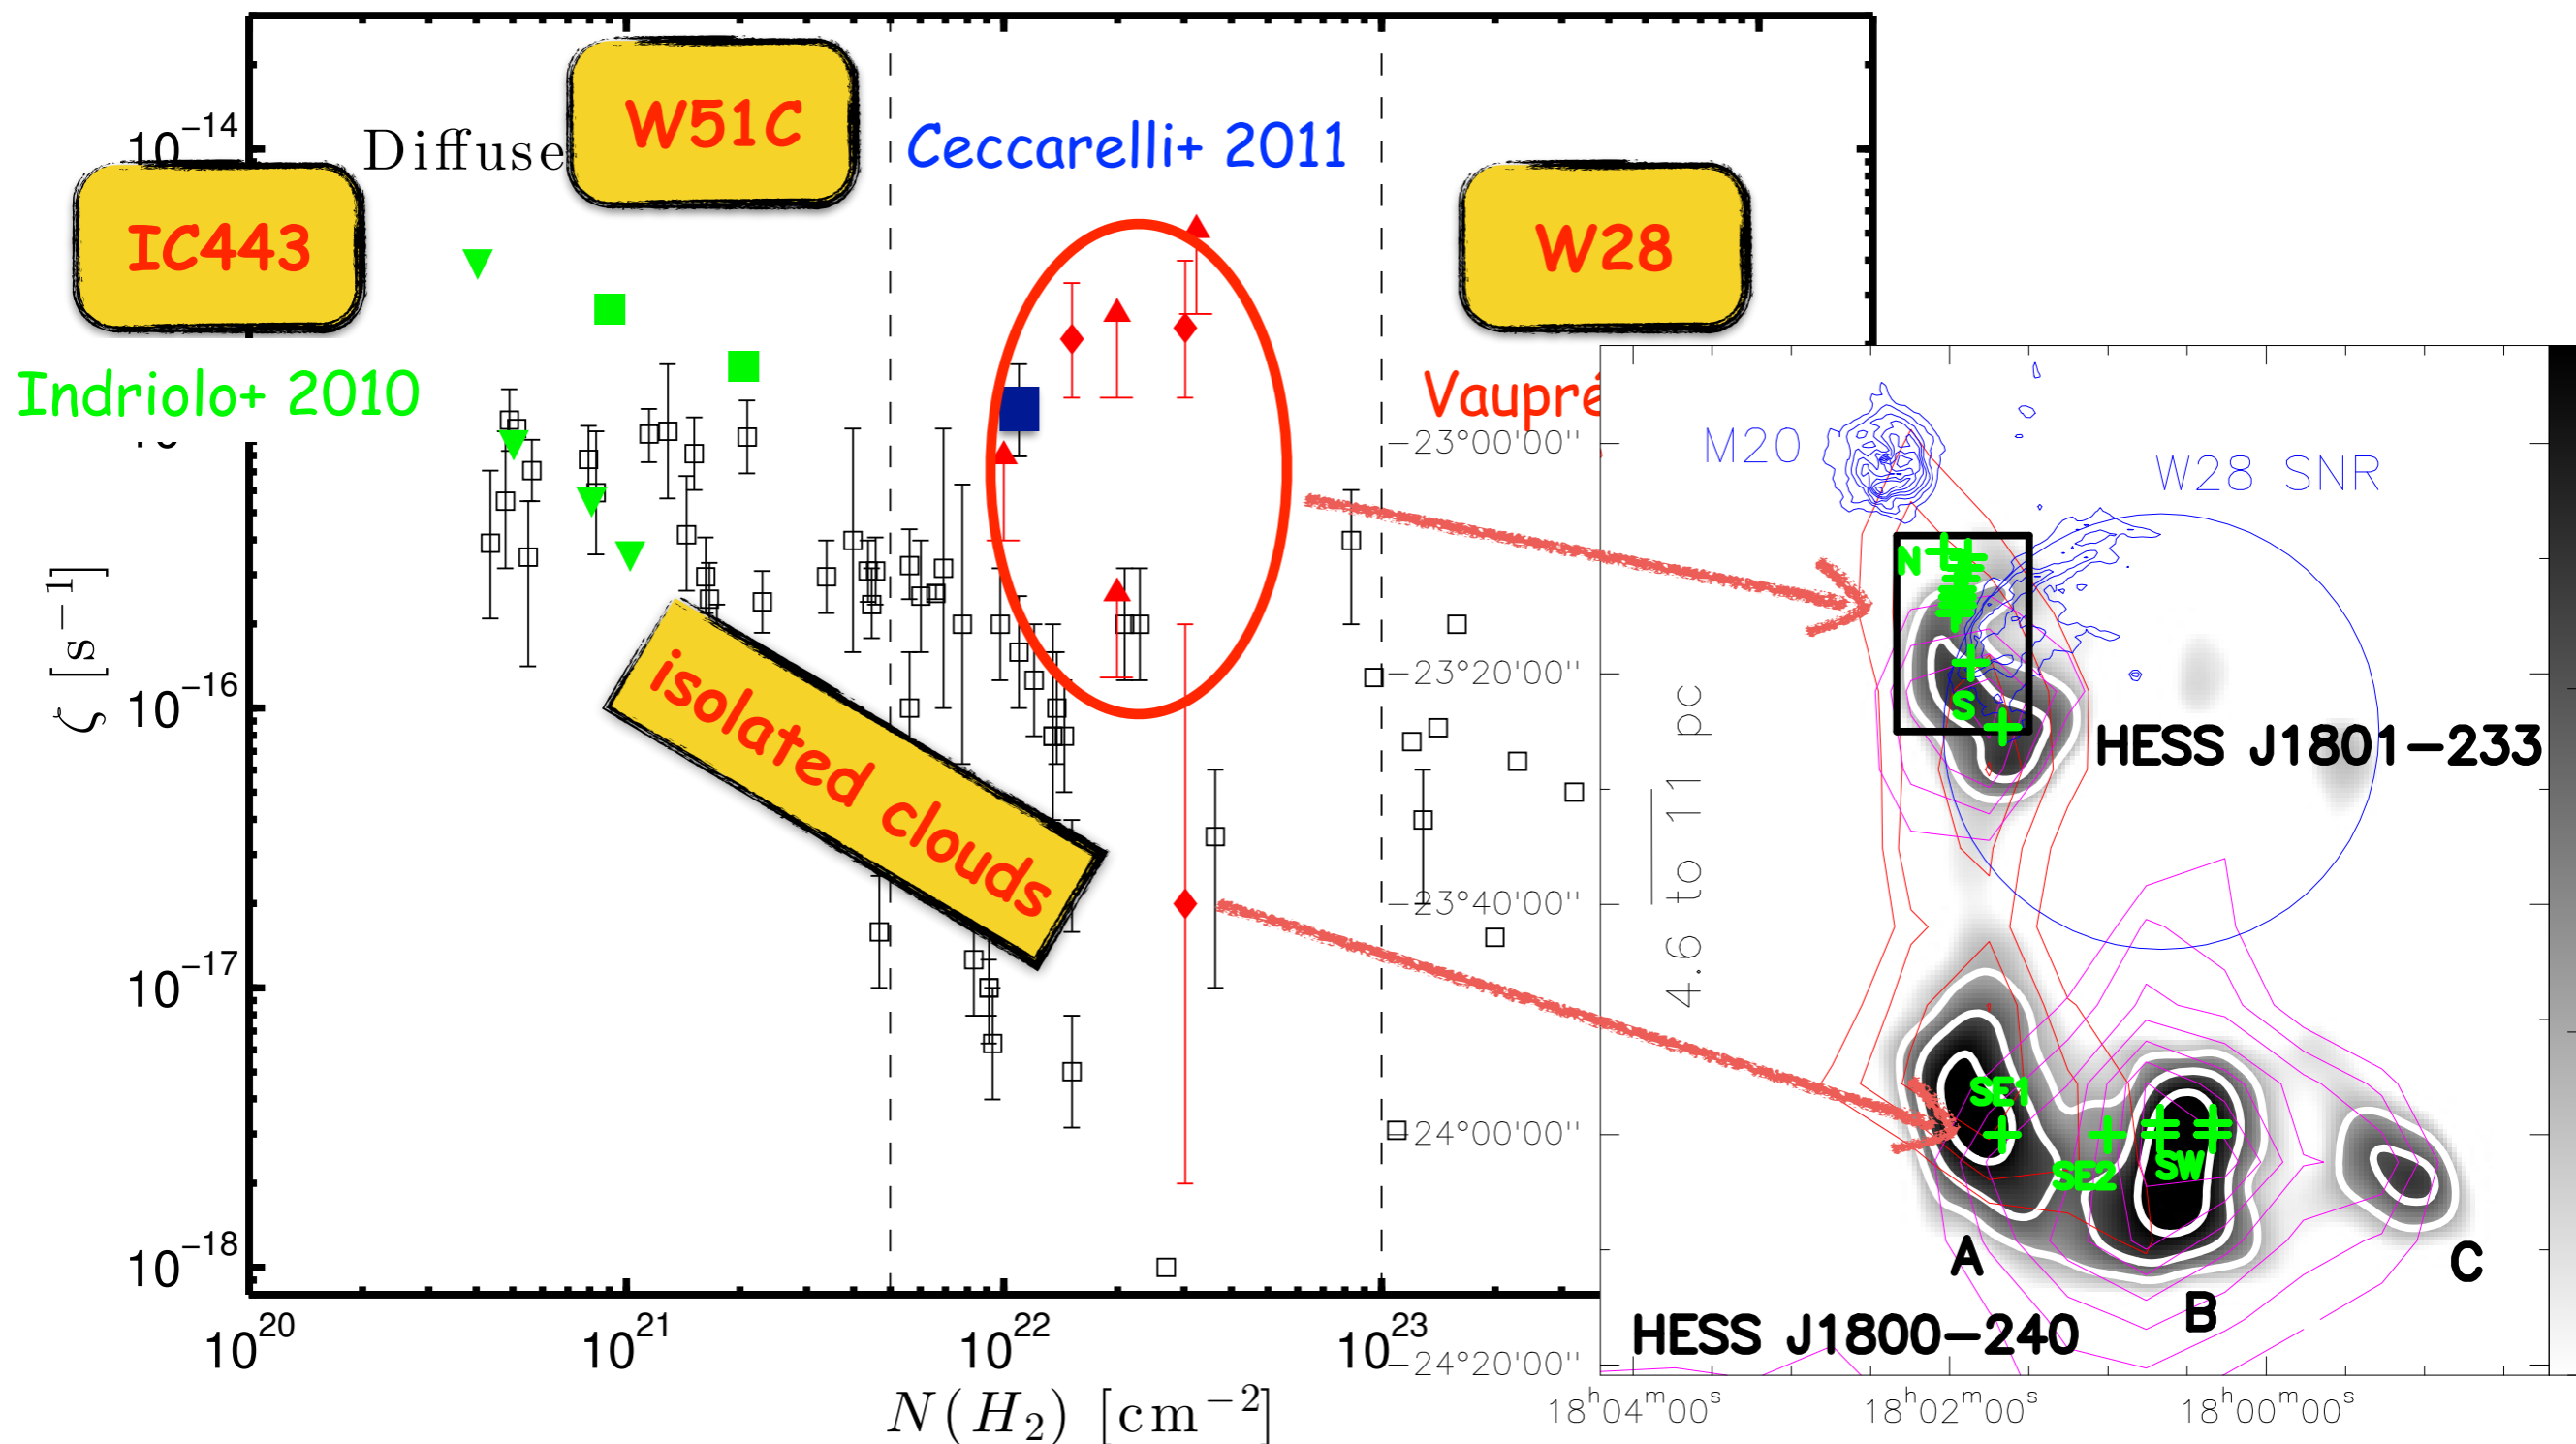 10⁻¹⁴
Diffuse
W51C
Ceccarelli+ 2011
IC443
W28
Indriolo+ 2010
Vaupré
ζ [s⁻¹]
10⁻¹⁶
10⁻¹⁷
10⁻¹⁸
isolated clouds
10²⁰
10²¹
10²²
10²³
N(H₂) [cm⁻²]
M20
W28 SNR
−23°00'00''
−23°20'00''
−23°40'00''
−24°00'00''
−24°20'00''
4.6 to 11 pc
N
S
HESS J1801−233
SE1
SE2
SW
A
B
C
HESS J1800−240
18ʰ04ᵐ00ˢ
18ʰ02ᵐ00ˢ
18ʰ00ᵐ00ˢ